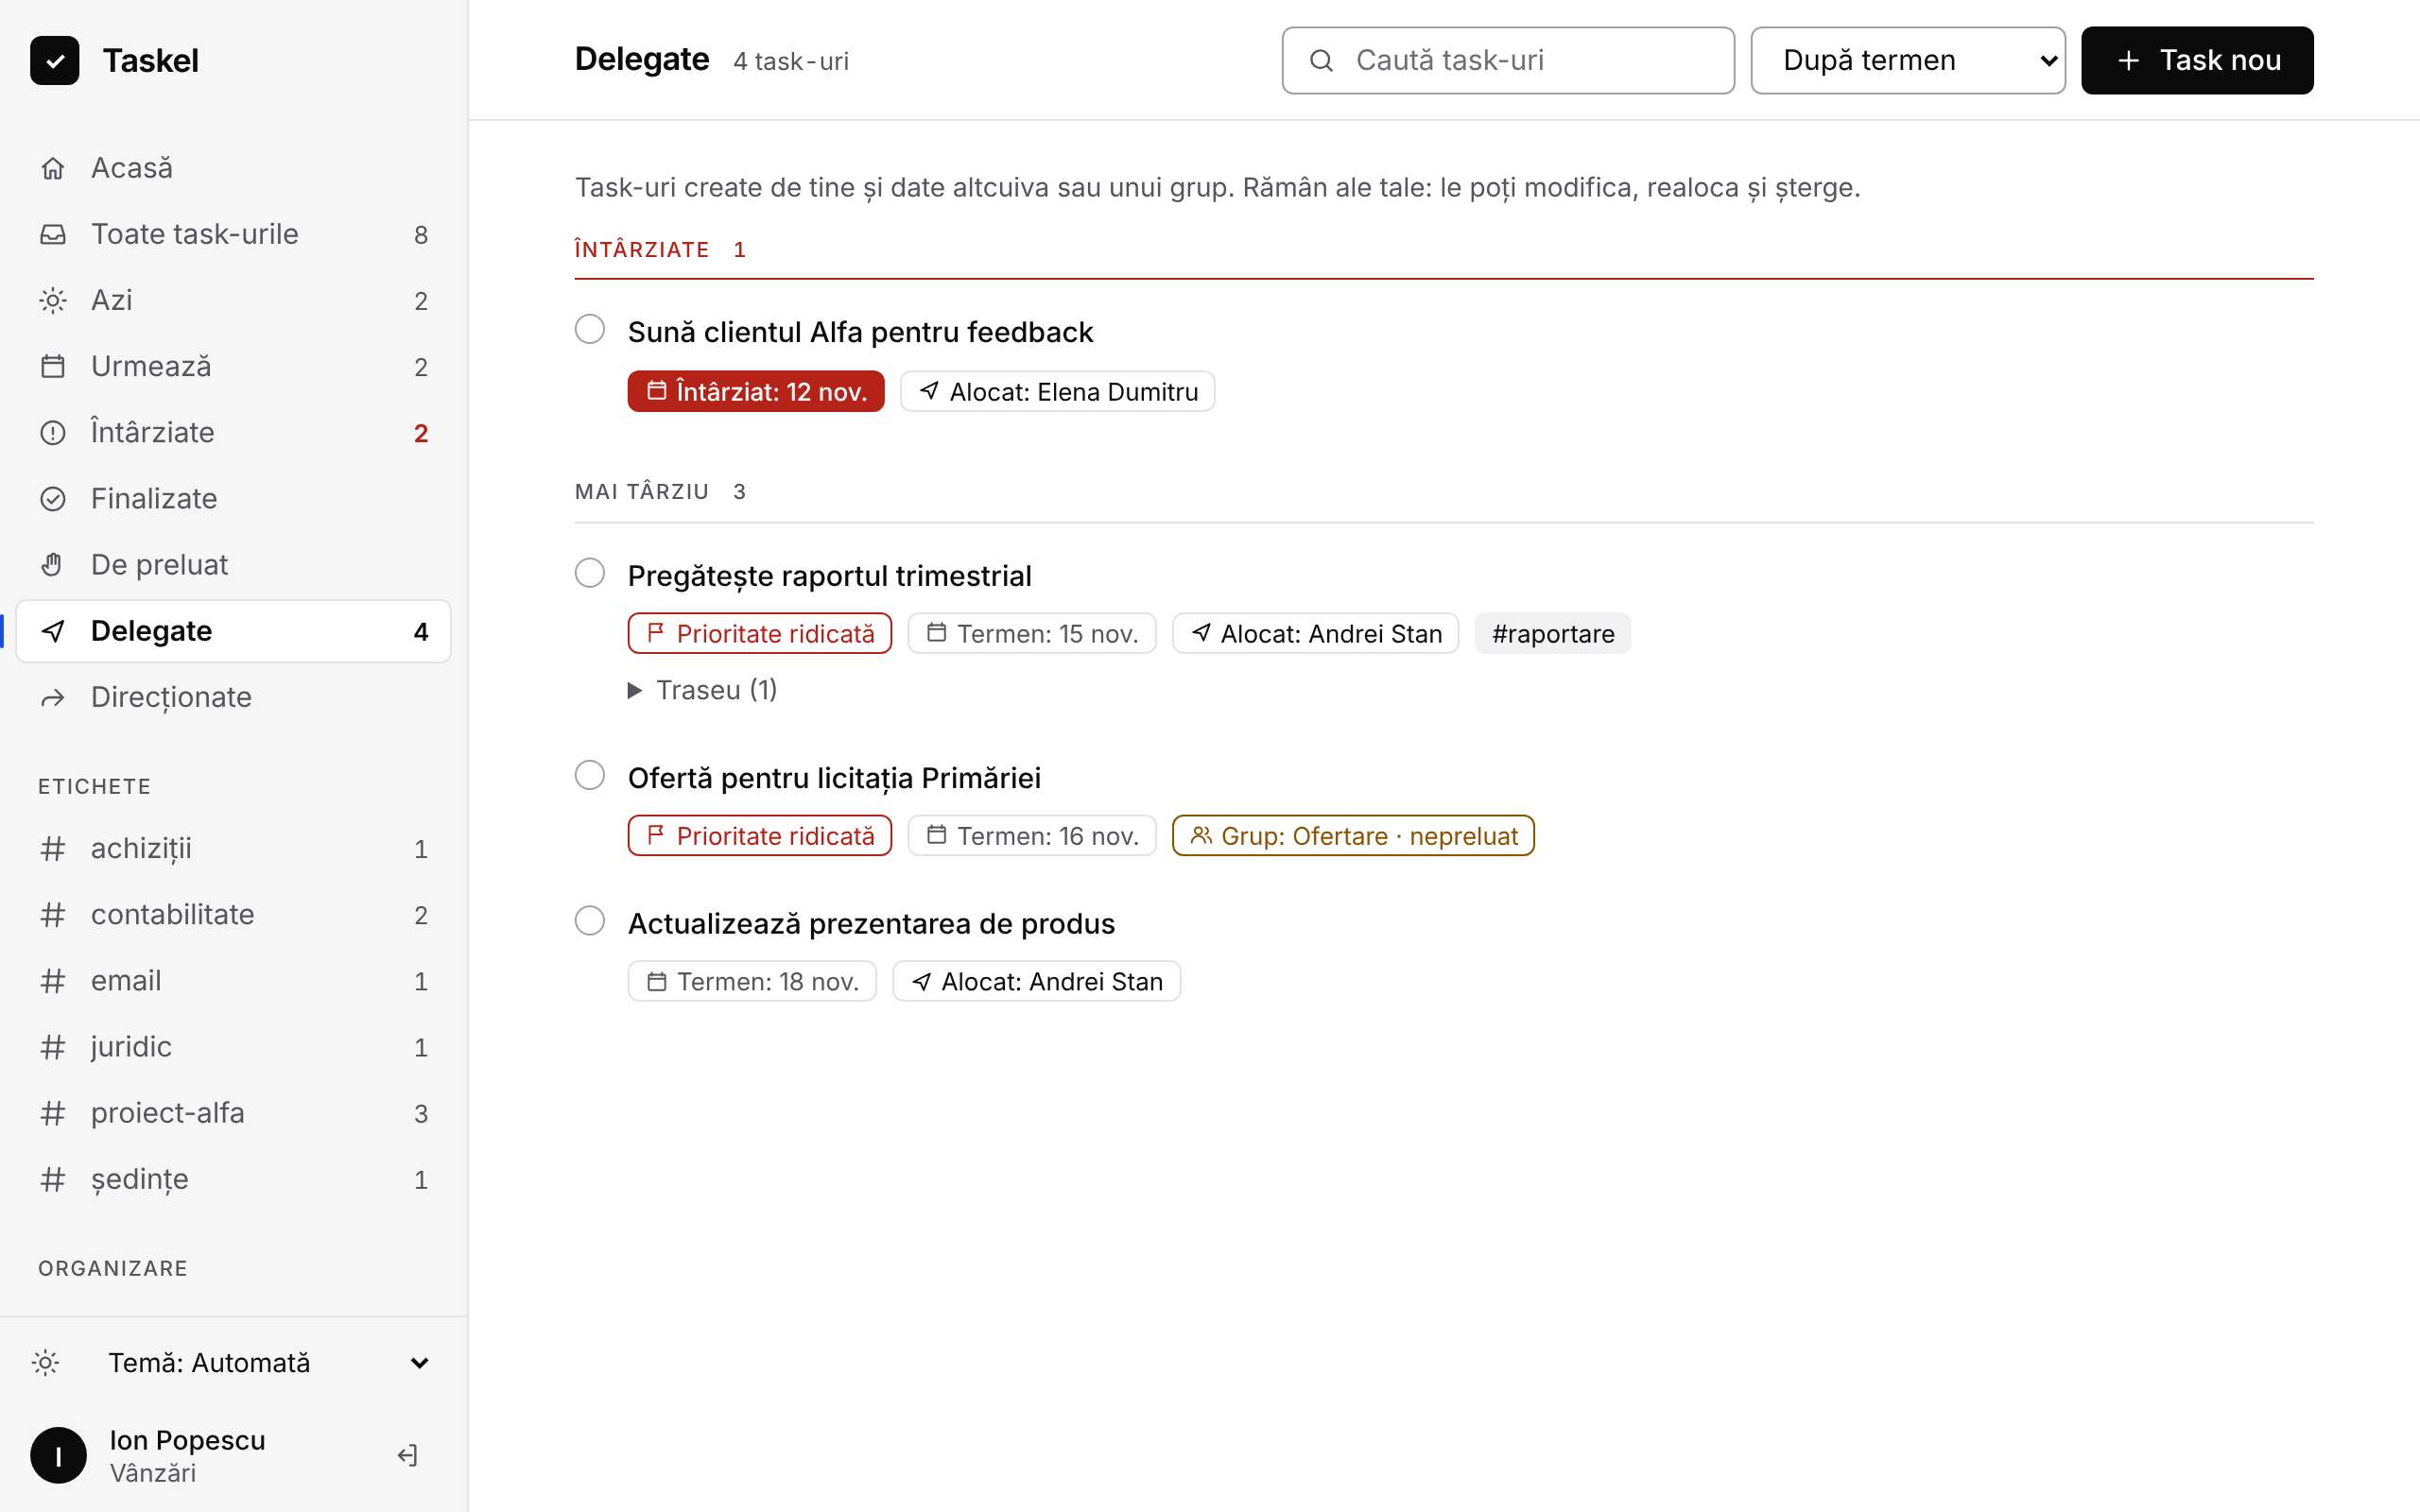 Taskel
Acasă
Toate task-urile 8
Azi 2
Urmează 2
Întârziate 2
Finalizate
De preluat
Delegate 4
Direcționate
ETICHETE
# achiziții 1
# contabilitate 2
# email 1
# juridic 1
# proiect-alfa 3
# ședințe 1
ORGANIZARE
Temă: Automată
I
Ion Popescu
Vânzări
Delegate 4 task-uri
Caută task-uri
După termen
+ Task nou
Task-uri create de tine și date altcuiva sau unui grup. Rămân ale tale: le poți modifica, realoca și șterge.
ÎNTÂRZIATE 1
Sună clientul Alfa pentru feedback
Întârziat: 12 nov. Alocat: Elena Dumitru
MAI TÂRZIU 3
Pregătește raportul trimestrial
Prioritate ridicată Termen: 15 nov. Alocat: Andrei Stan #raportare
Traseu (1)
Ofertă pentru licitația Primăriei
Prioritate ridicată Termen: 16 nov. Grup: Ofertare · nepreluat
Actualizează prezentarea de produs
Termen: 18 nov. Alocat: Andrei Stan